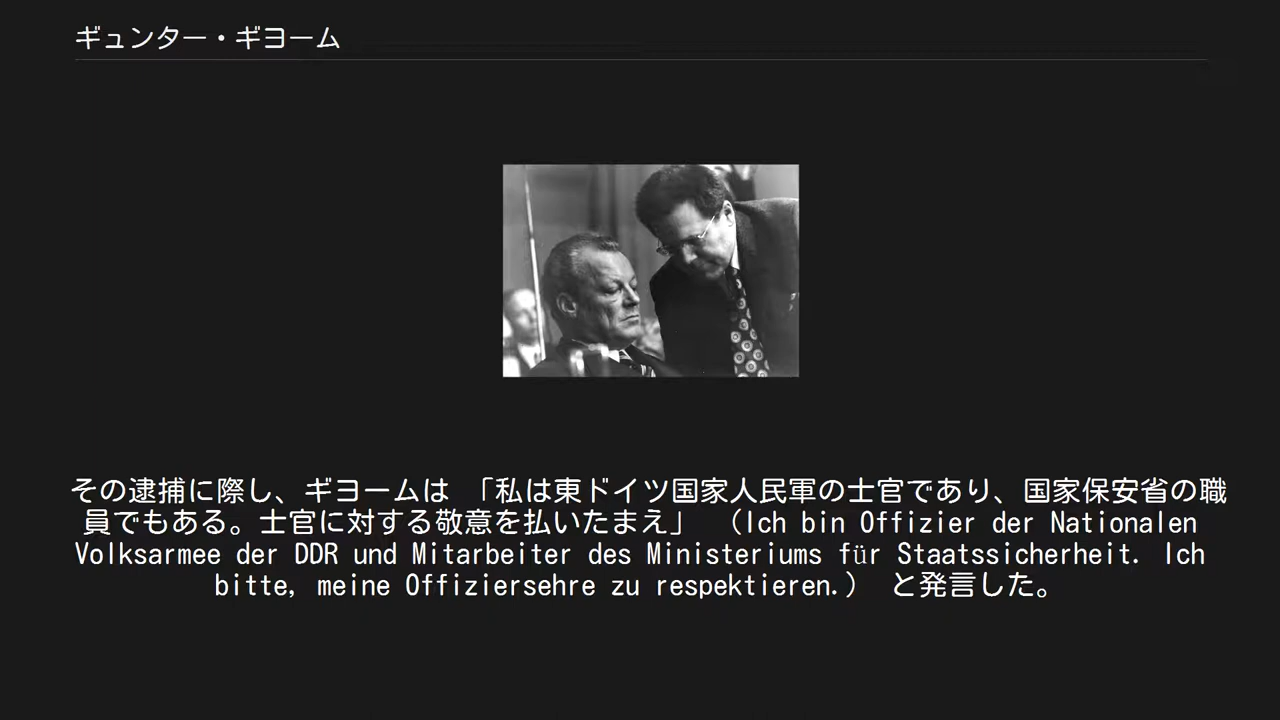 ギュンター・ギヨーム
その逮捕に際し、ギヨームは 「私は東ドイツ国家人民軍の士官であり、国家保安省の職
員でもある。士官に対する敬意を払いたまえ」 （Ich bin Offizier der Nationalen
Volksarmee der DDR und Mitarbeiter des Ministeriums für Staatssicherheit. Ich
bitte, meine Offiziersehre zu respektieren.） と発言した。